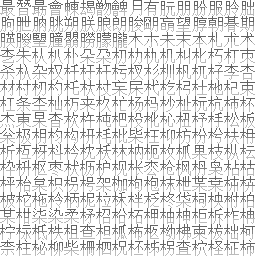 最朁朂會朄朅朆朇月有朊朋朌服朎朏
朐朑朒朓朔朕朖朗朘朙朚望朜朝朞期
朠朡朢朣朤朥朦朧木朩未末本札朮术
朰朱朲朳朴朵朶朷朸朹机朻朼朽朾朿
杀杁杂权杄杅杆杇杈杉杊杋杌杍李杏
材村杒杓杔杕杖杗杘杙杚杛杜杝杞束
杠条杢杣杤来杦杧杨杩杪杫杬杭杮杯
杰東杲杳杴杵杶杷杸杹杺杻杼杽松板
枀极枂枃构枅枆枇枈枉枊枋枌枍枎枏
析枑枒枓枔枕枖林枘枙枚枛果枝枞枟
枠枡枢枣枤枥枦枧枨枩枪枫枬枭枮枯
枰枱枲枳枴枵架枷枸枹枺枻枼枽枾枿
柀柁柂柃柄柅柆柇柈柉柊柋柌柍柎柏
某柑柒染柔柕柖柗柘柙柚柛柜柝柞柟
柠柡柢柣柤查柦柧柨柩柪柫柬柭柮柯
柰柱柲柳柴柵柶柷柸柹柺査柼柽柾柿